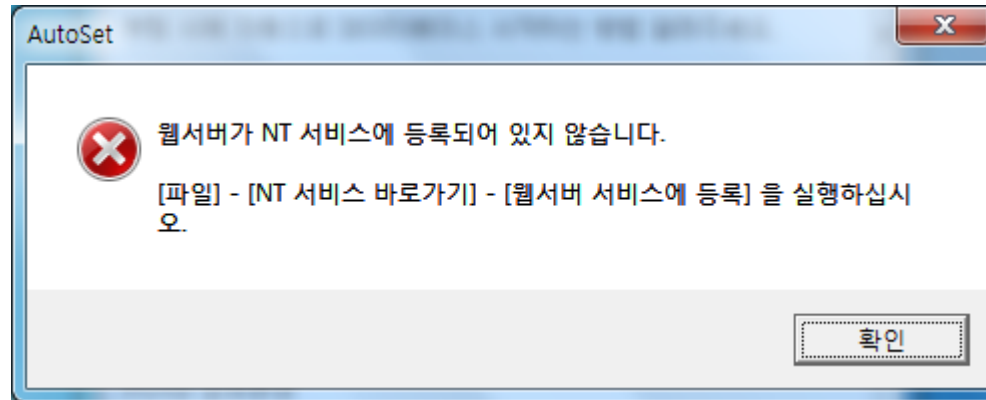 AutoSet
웹서버가 NT 서비스에 등록되어 있지 않습니다.
[파일] - [NT 서비스 바로가기] - [웹서버 서비스에 등록] 을 실행하십시
오.
확인